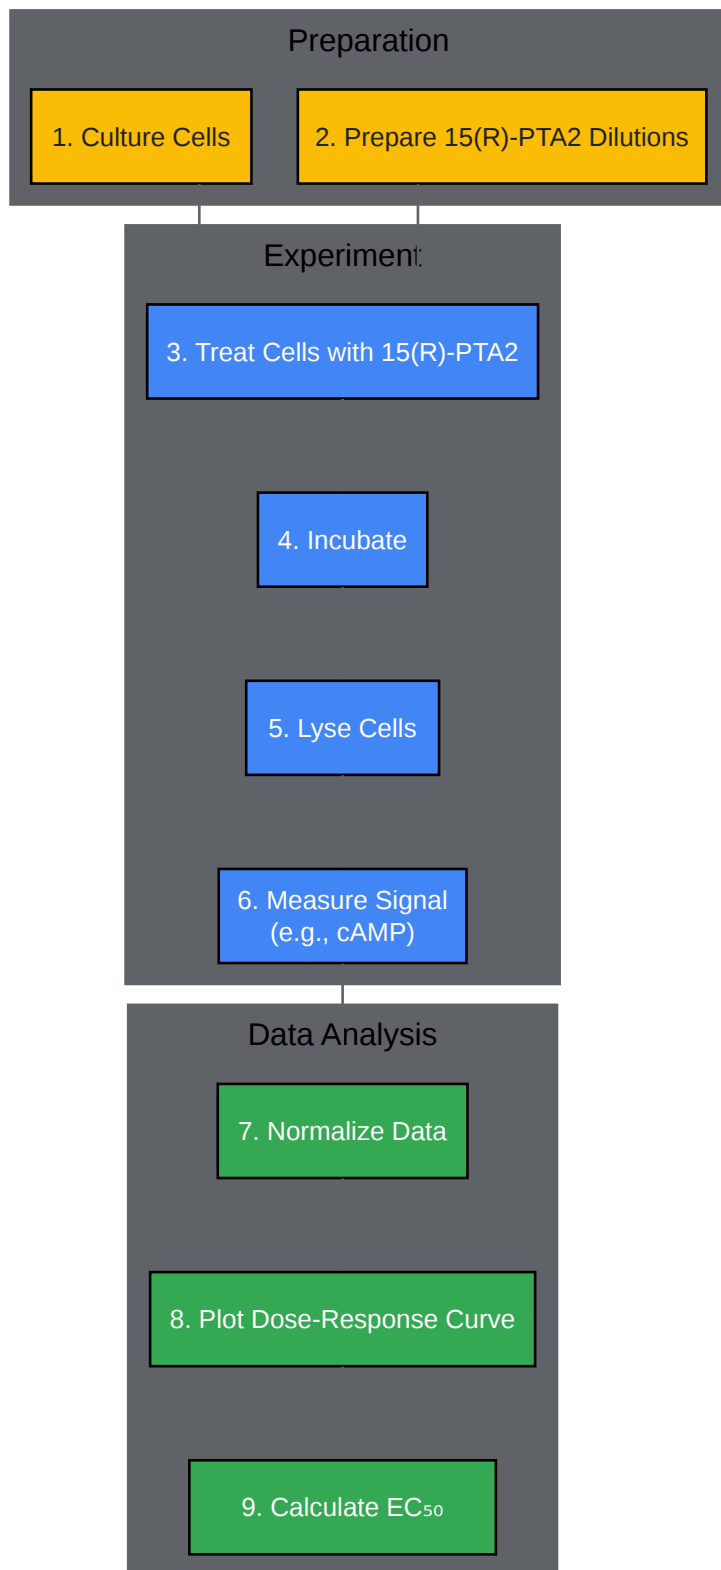 Preparation
1. Culture Cells
2. Prepare 15(R)-PTA2 Dilutions
Experiment
3. Treat Cells with 15(R)-PTA2
4. Incubate
5. Lyse Cells
6. Measure Signal
(e.g., cAMP)
Data Analysis
7. Normalize Data
8. Plot Dose-Response Curve
9. Calculate EC₅₀